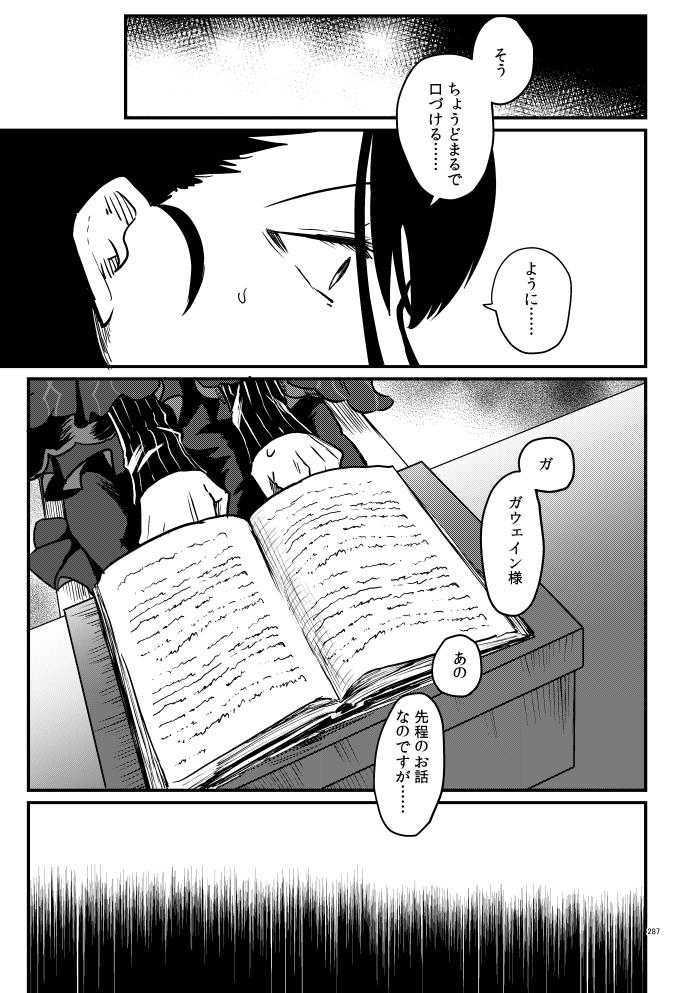 そう
ちょうどまるで
口づける……
ように……
ガ
ガウェイン様
あの
先程のお話
なのですが……
287